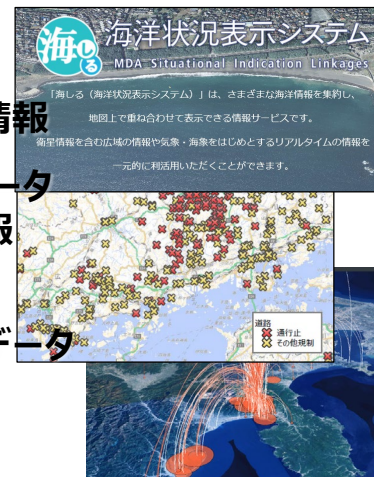 海しる
海洋状況表示システム
MDA Situational Indication Linkages
「海しる（海洋状況表示システム）」は、さまざまな海洋情報を集約し、
地図上で重ね合わせて表示できる情報サービスです。
衛星情報を含む広域の情報や気象・海象をはじめとするリアルタイムの情報を
一元的に利活用いただくことができます。
情報
ータ
報
データ
道路
通行止
その他規制